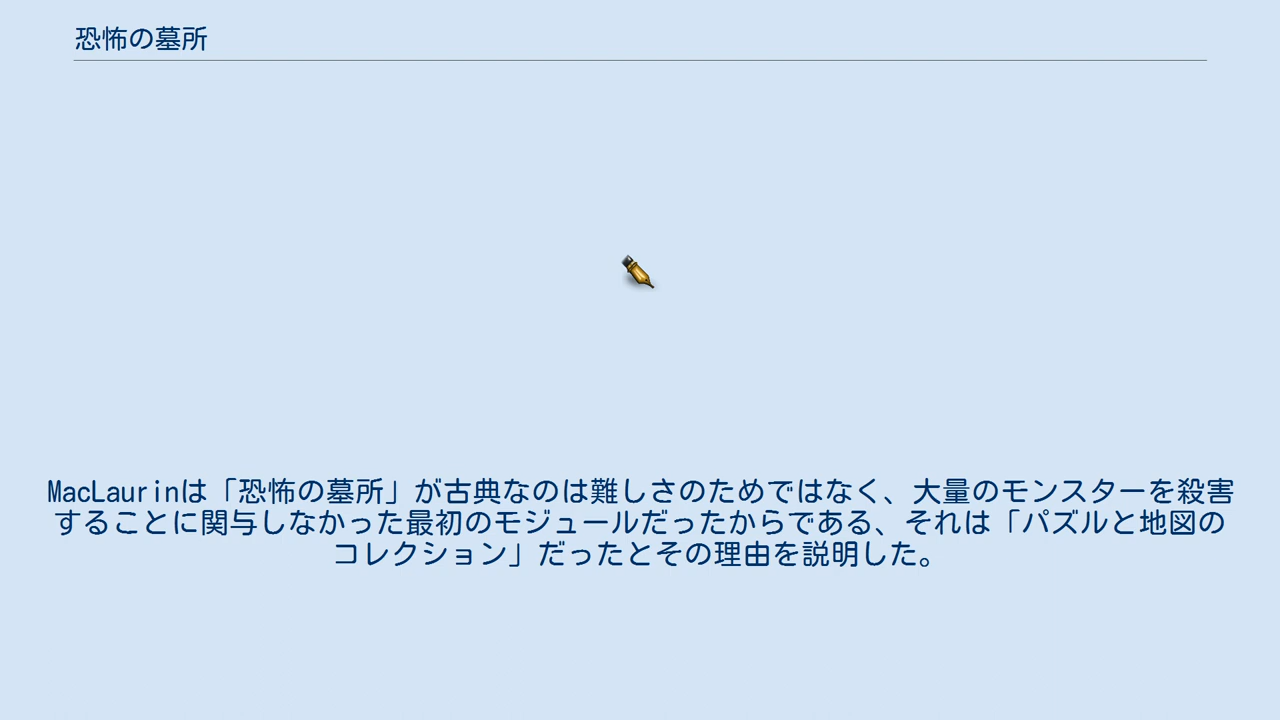 恐怖の墓所
MacLaurinは「恐怖の墓所」が古典なのは難しさのためではなく、大量のモンスターを殺害
することに関与しなかった最初のモジュールだったからである、それは「パズルと地図の
コレクション」だったとその理由を説明した。